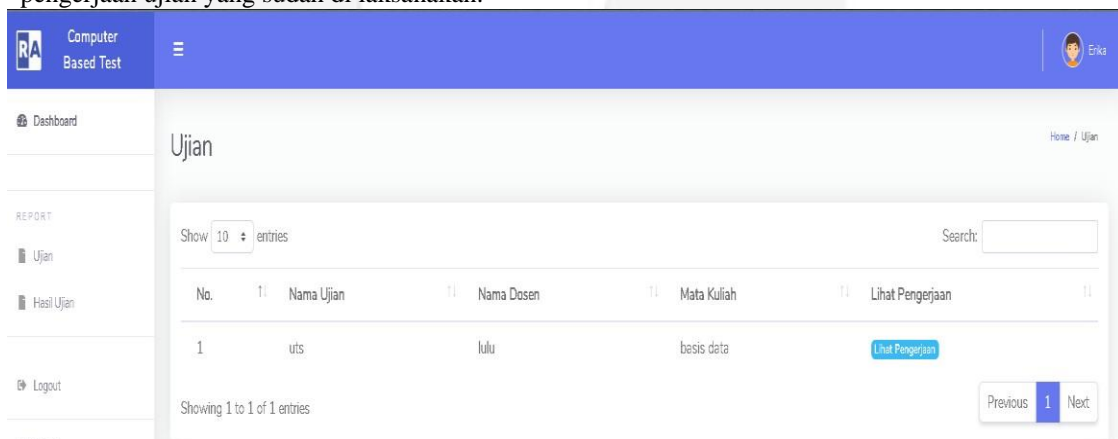 pengerjaan ujian yang sudah di laksanakan.
RA Computer
Based Test
Erika
Dashboard
Ujian
Home / Ujian
REPORT
Ujian
Hasil Ujian
Logout
Show 10 entries
Search:
No. Nama Ujian Nama Dosen Mata Kuliah Lihat Pengerjaan
1 uts lulu basis data Lihat Pengerjaan
Showing 1 to 1 of 1 entries
Previous 1 Next